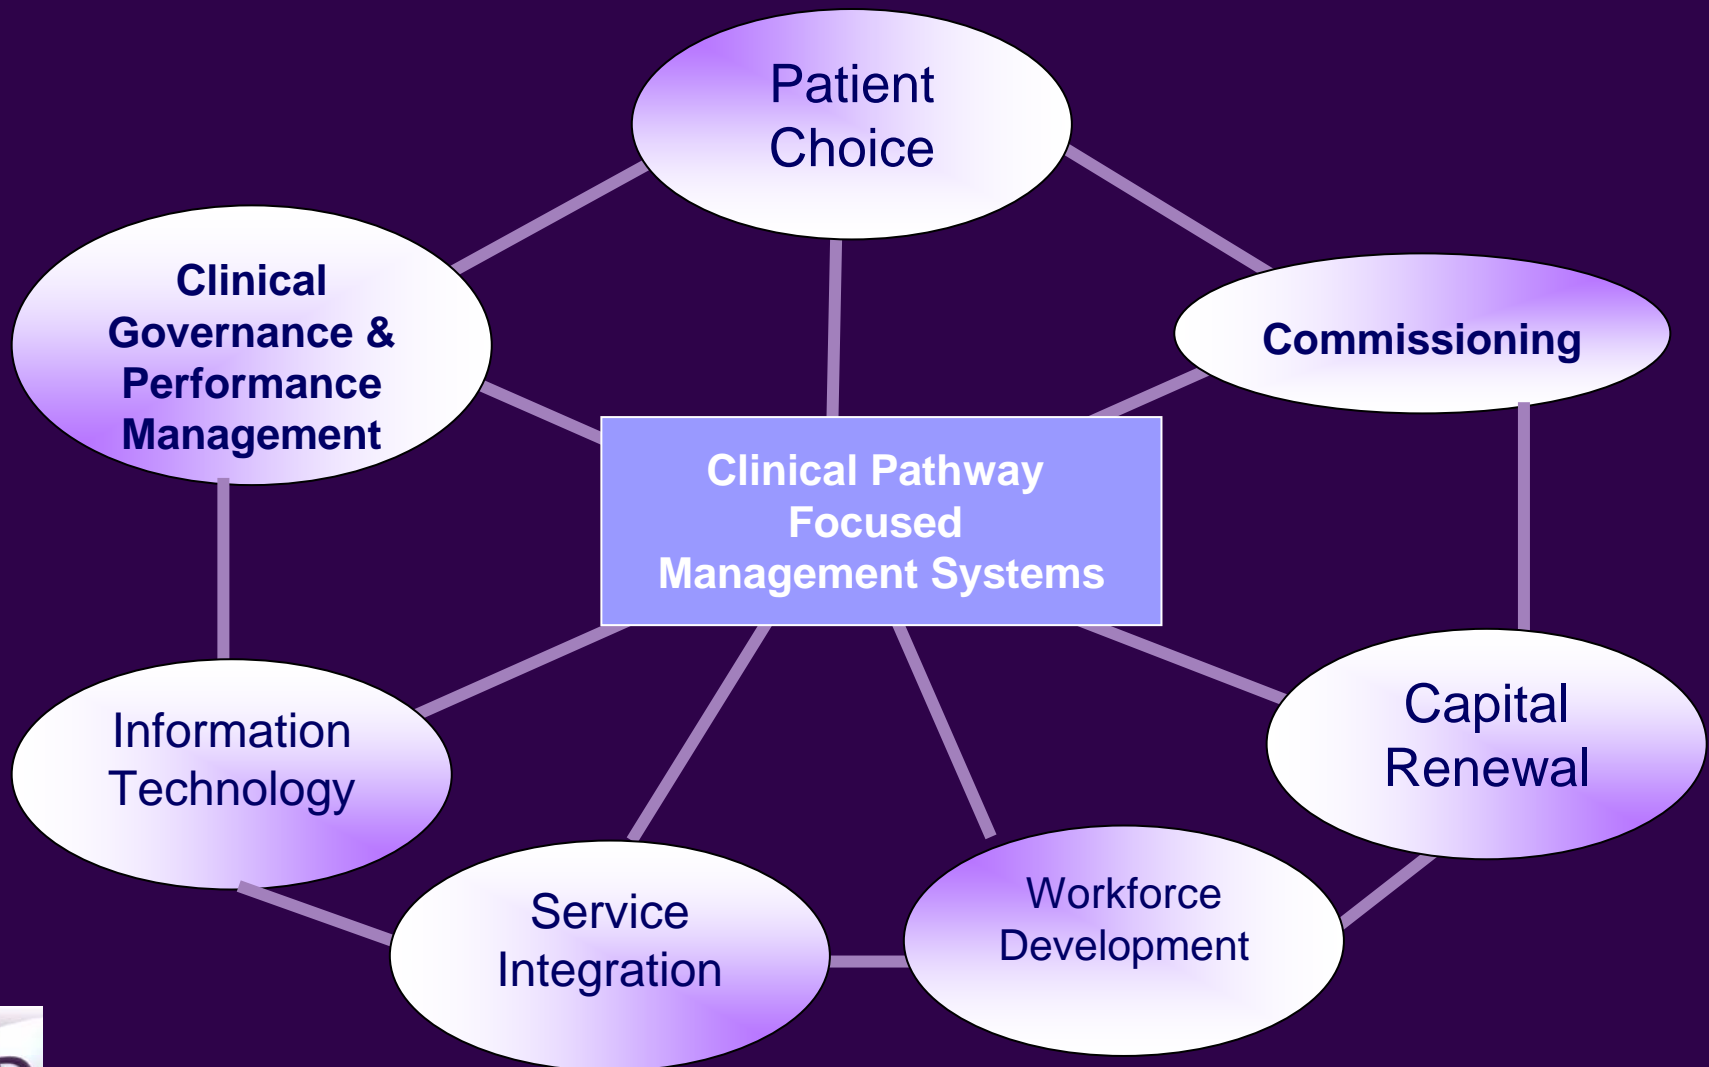 Patient
Choice
Clinical
Governance &
Performance
Management
Commissioning
Clinical Pathway
Focused
Management Systems
Information
Technology
Capital
Renewal
Service
Integration
Workforce
Development